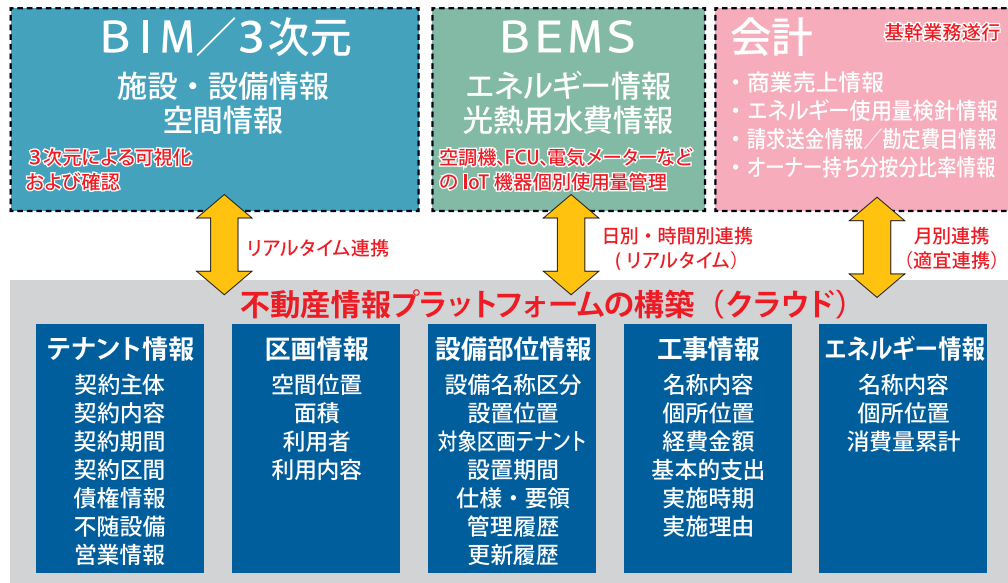 BIM／3次元
施設・設備情報
空間情報
3次元による可視化
および確認
BEMS
エネルギー情報
光熱用水費情報
空調機、FCU、電気メーターなど
の IoT 機器個別使用量管理
会計
基幹業務遂行
・商業売上情報
・エネルギー使用量検針情報
・請求送金情報／勘定費目情報
・オーナー持ち分按分比率情報
リアルタイム連携
日別・時間別連携
(リアルタイム)
月別連携
(適宜連携)
不動産情報プラットフォームの構築（クラウド）
テナント情報
契約主体
契約内容
契約期間
契約区間
債権情報
不随設備
営業情報
区画情報
空間位置
面積
利用者
利用内容
設備部位情報
設備名称区分
設置位置
対象区画テナント
設置期間
仕様・要領
管理履歴
更新履歴
工事情報
名称内容
個所位置
経費金額
基本的支出
実施時期
実施理由
エネルギー情報
名称内容
個所位置
消費量累計